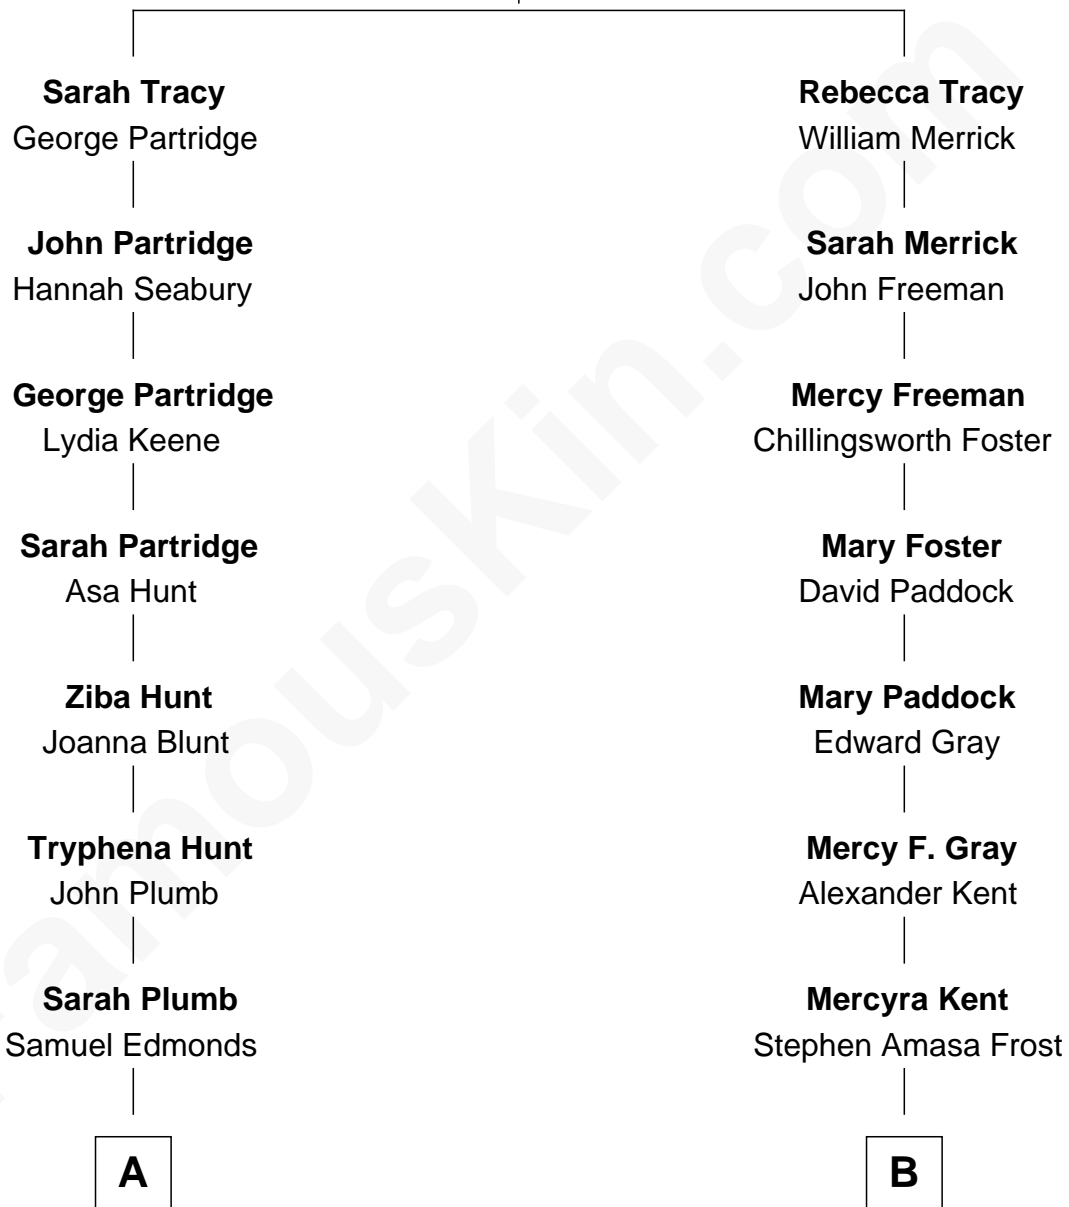 Sarah Tracy
George Partridge
John Partridge
Hannah Seabury
George Partridge
Lydia Keene
Sarah Partridge
Asa Hunt
Ziba Hunt
Joanna Blunt
Tryphena Hunt
John Plumb
Sarah Plumb
Samuel Edmonds
A
Rebecca Tracy
William Merrick
Sarah Merrick
John Freeman
Mercy Freeman
Chillingsworth Foster
Mary Foster
David Paddock
Mary Paddock
Edward Gray
Mercy F. Gray
Alexander Kent
Mercyra Kent
Stephen Amasa Frost
B
FamousKin.com